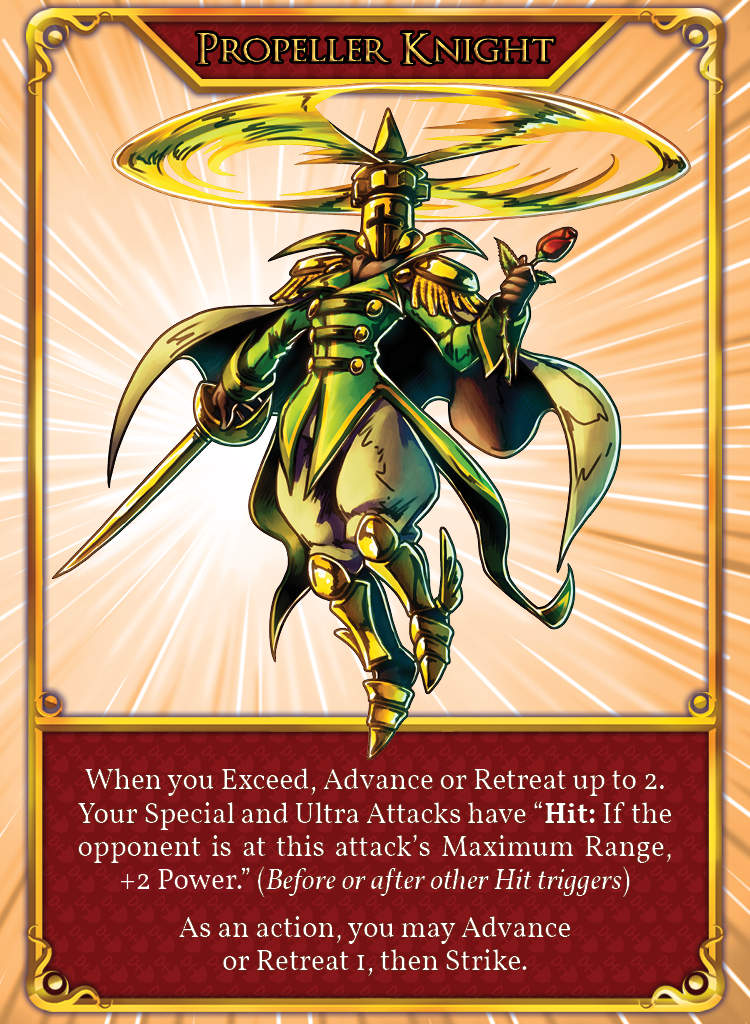 Propeller Knight
When you Exceed, Advance or Retreat up to 2.
Your Special and Ultra Attacks have “Hit: If the
opponent is at this attack’s Maximum Range,
+2 Power.” (Before or after other Hit triggers)
As an action, you may Advance
or Retreat 1, then Strike.